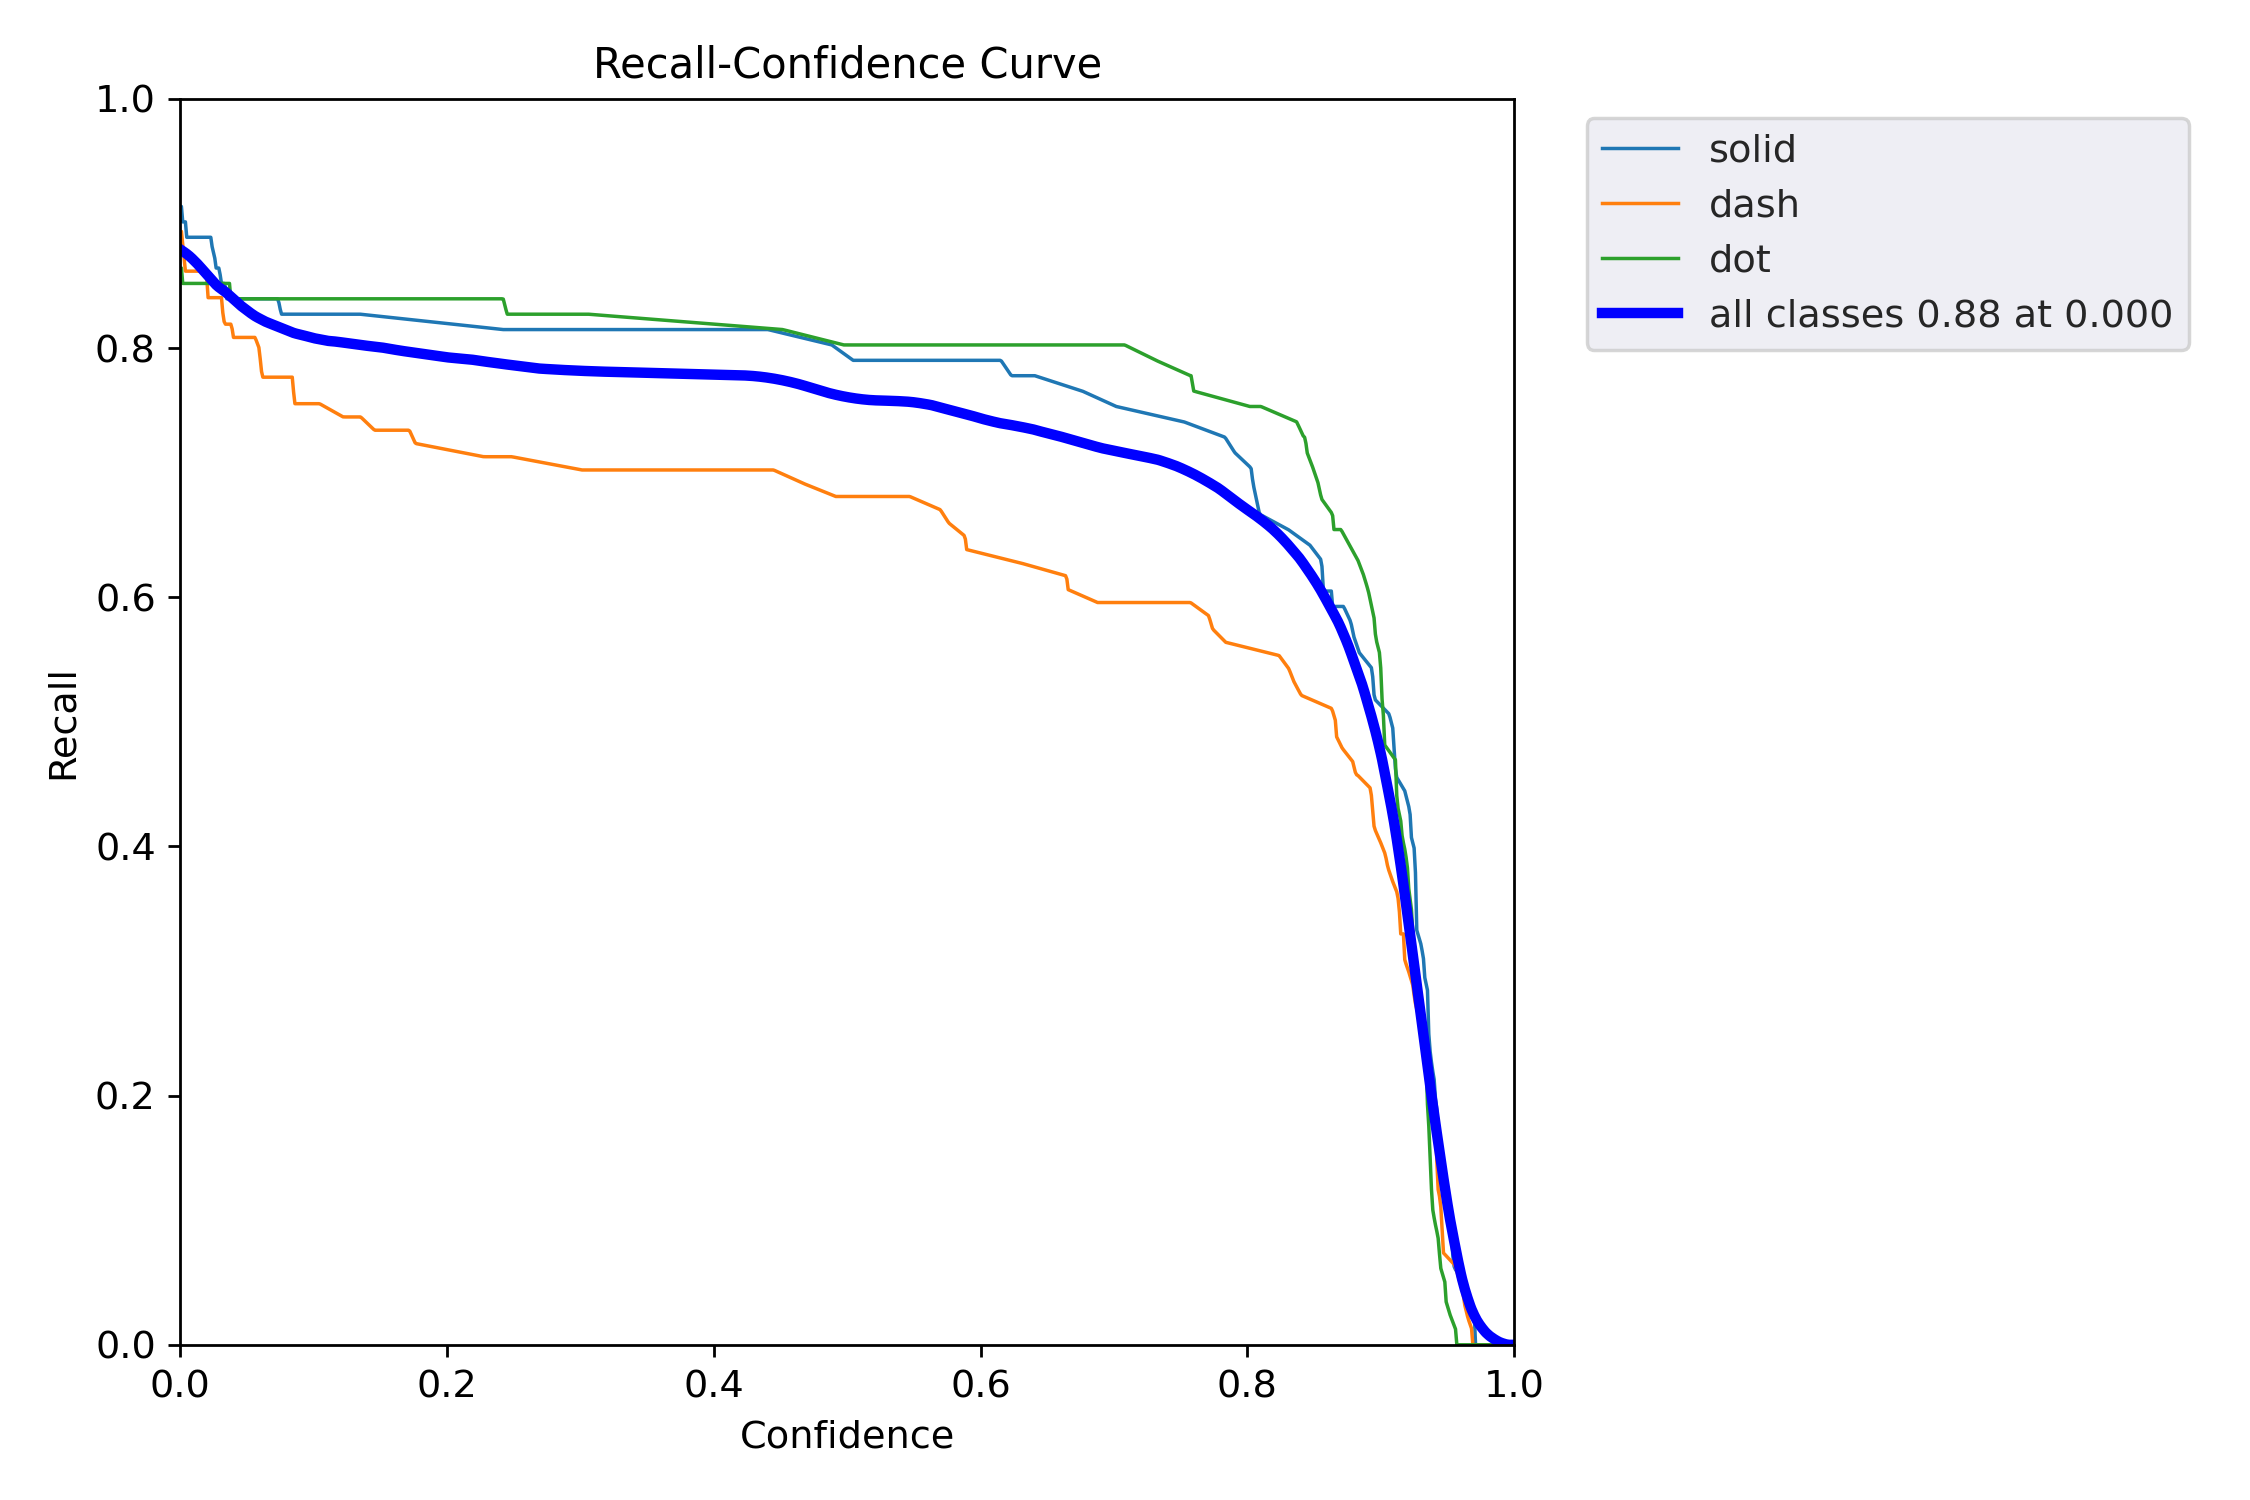 Recall-Confidence Curve
1.0
0.8
0.6
0.4
0.2
0.0
Recall
0.0 0.2 0.4 0.6 0.8 1.0
Confidence
solid
dash
dot
all classes 0.88 at 0.000